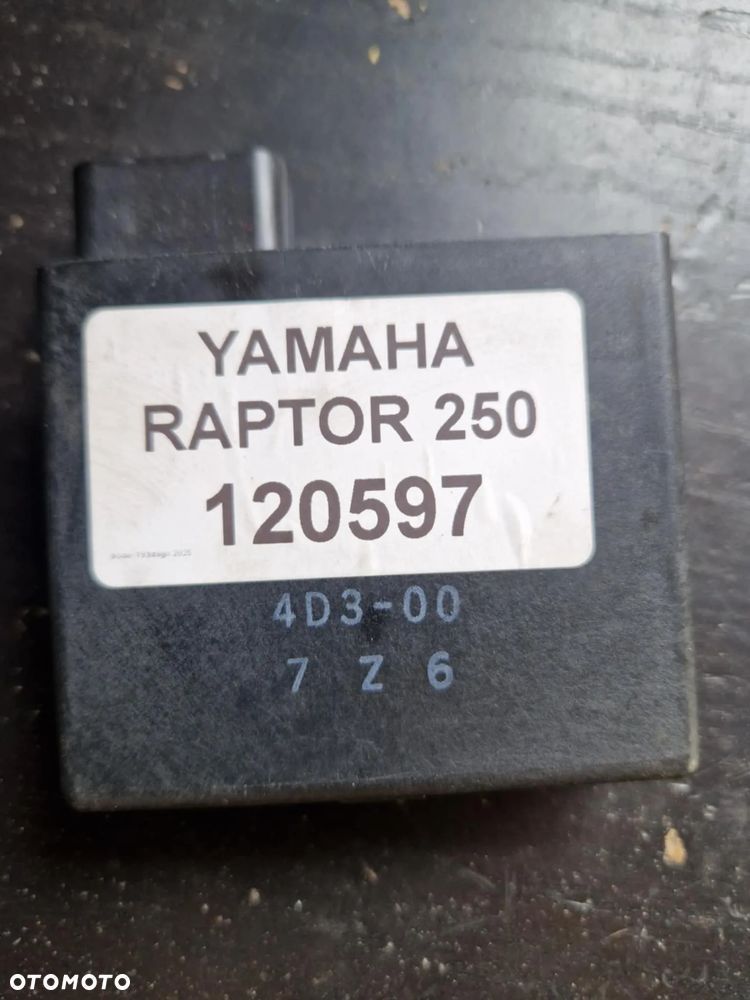 YAMAHA
RAPTOR 250
120597
4D3-00
7 Z 6
OTOMOTO